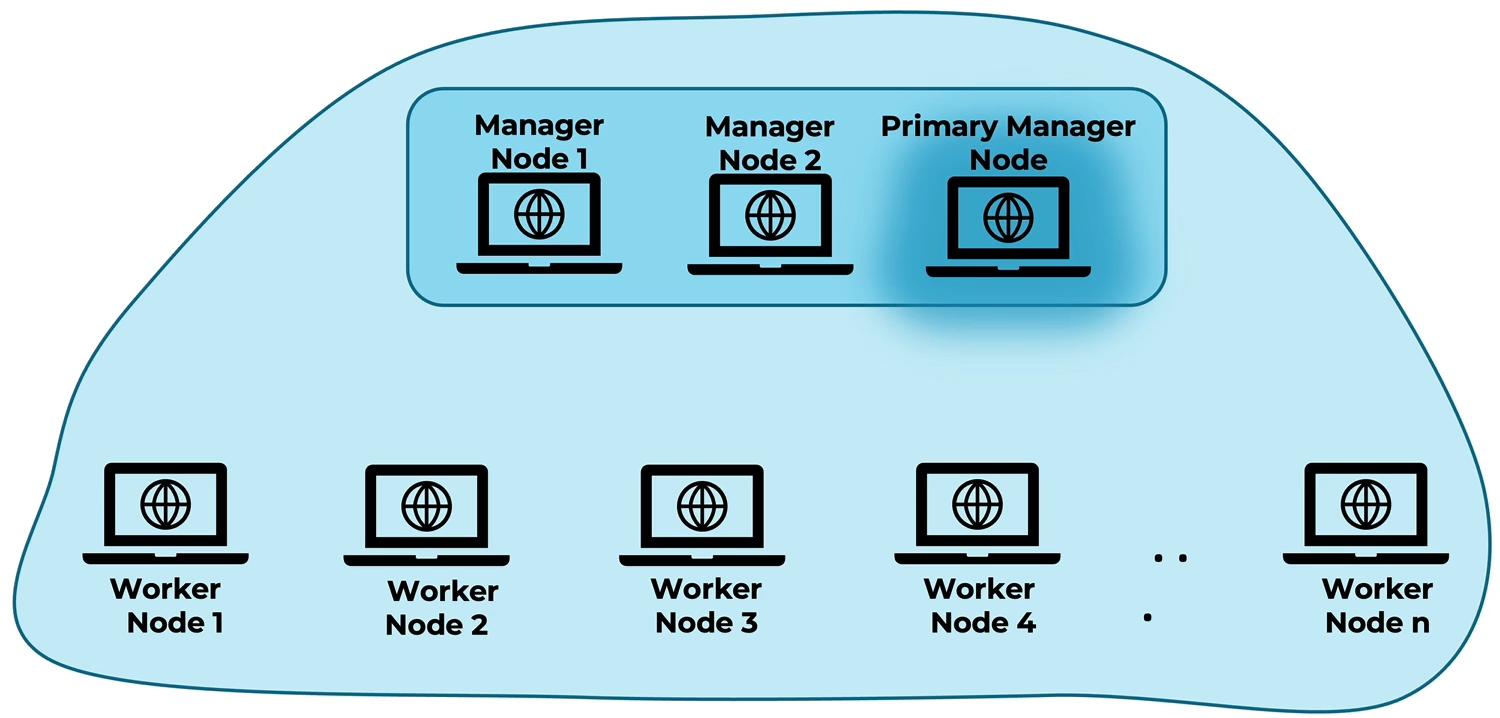 Manager
Node 1
Manager
Node 2
Primary Manager
Node
Worker
Node 1
Worker
Node 2
Worker
Node 3
Worker
Node 4
. .
.
Worker
Node n